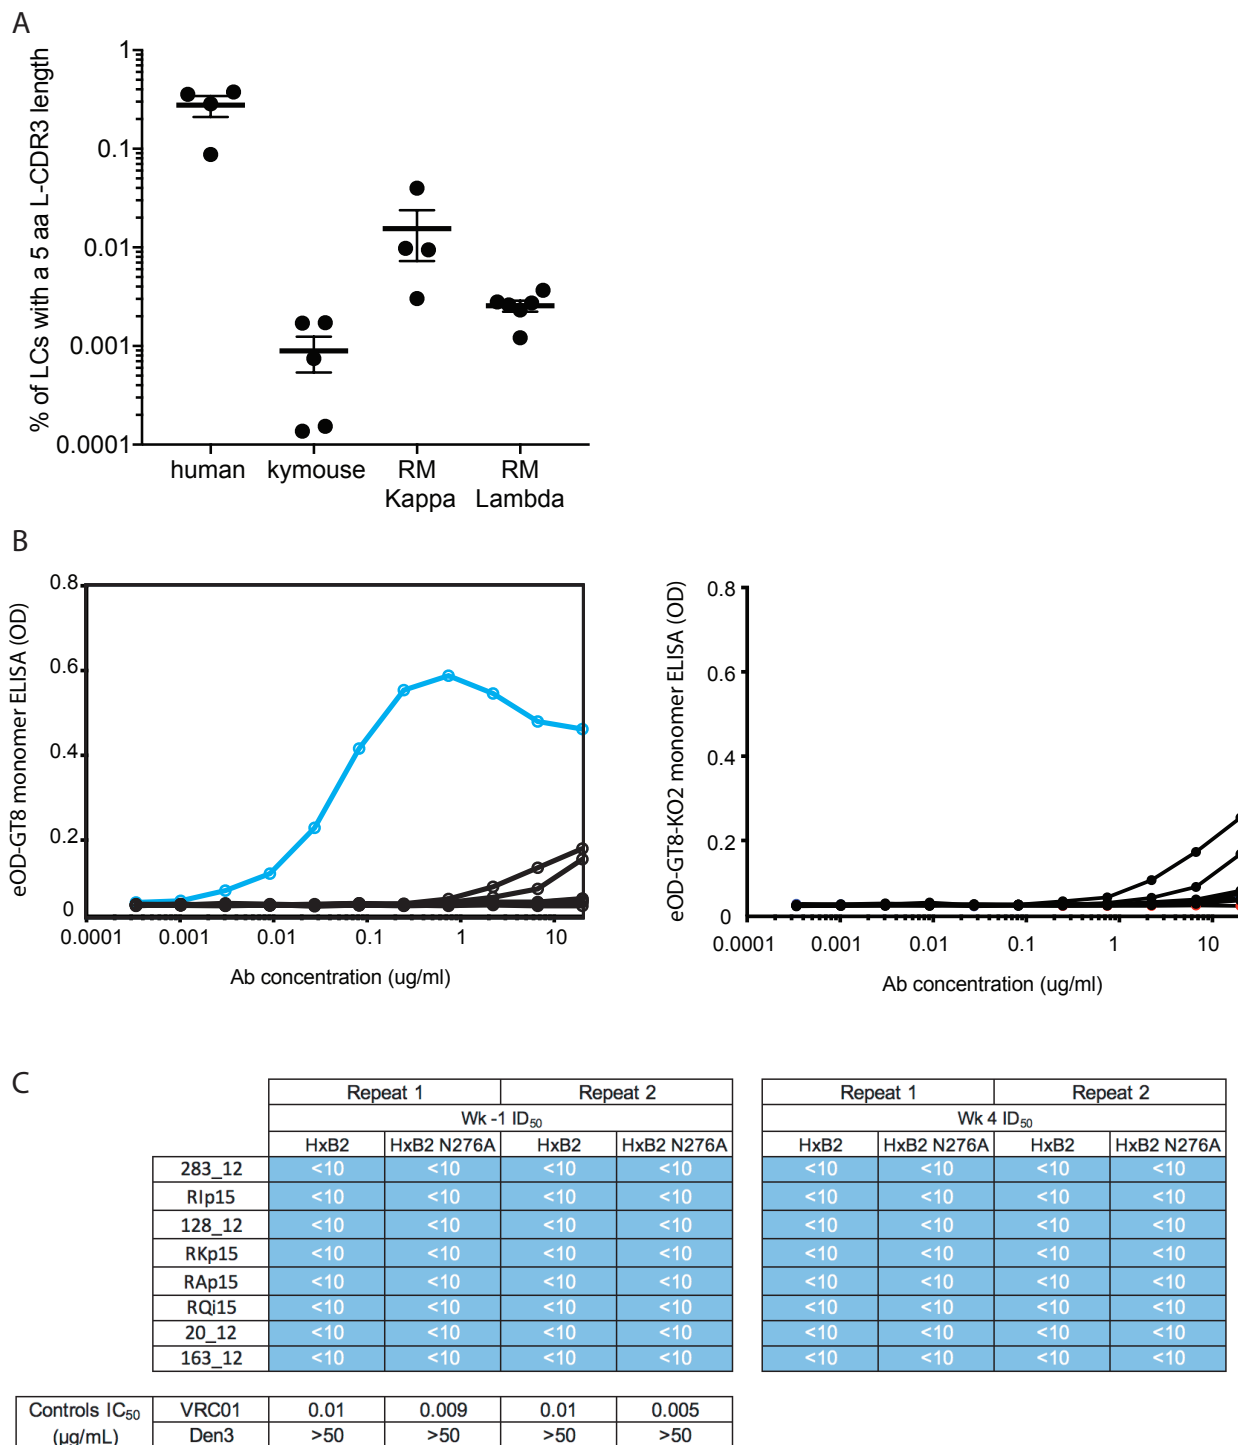 A
% of LCs with a 5 aa L-CDR3 length
1
0.1
0.01
0.001
0.0001
human kymouse RM Kappa RM Lambda
B
eOD-GT8 monomer ELISA (OD)
0.8
0.6
0.4
0.2
0
0.0001 0.001 0.01 0.1 1 10
Ab concentration (ug/ml)
eOD-GT8-KO2 monomer ELISA (OD)
0.8
0.6
0.4
0.2
0
0.0001 0.001 0.01 0.1 1 10
Ab concentration (ug/ml)
C
Repeat 1 Repeat 2 Repeat 1 Repeat 2
Wk -1 ID50 Wk 4 ID50
HxB2 HxB2 N276A HxB2 HxB2 N276A HxB2 HxB2 N276A HxB2 HxB2 N276A
283_12 <10 <10 <10 <10 <10 <10 <10 <10
RIp15 <10 <10 <10 <10 <10 <10 <10 <10
128_12 <10 <10 <10 <10 <10 <10 <10 <10
RKp15 <10 <10 <10 <10 <10 <10 <10 <10
RAp15 <10 <10 <10 <10 <10 <10 <10 <10
RQi15 <10 <10 <10 <10 <10 <10 <10 <10
20_12 <10 <10 <10 <10 <10 <10 <10 <10
163_12 <10 <10 <10 <10 <10 <10 <10 <10
Controls IC50 VRC01 0.01 0.009 0.01 0.005
(µg/mL) Den3 >50 >50 >50 >50